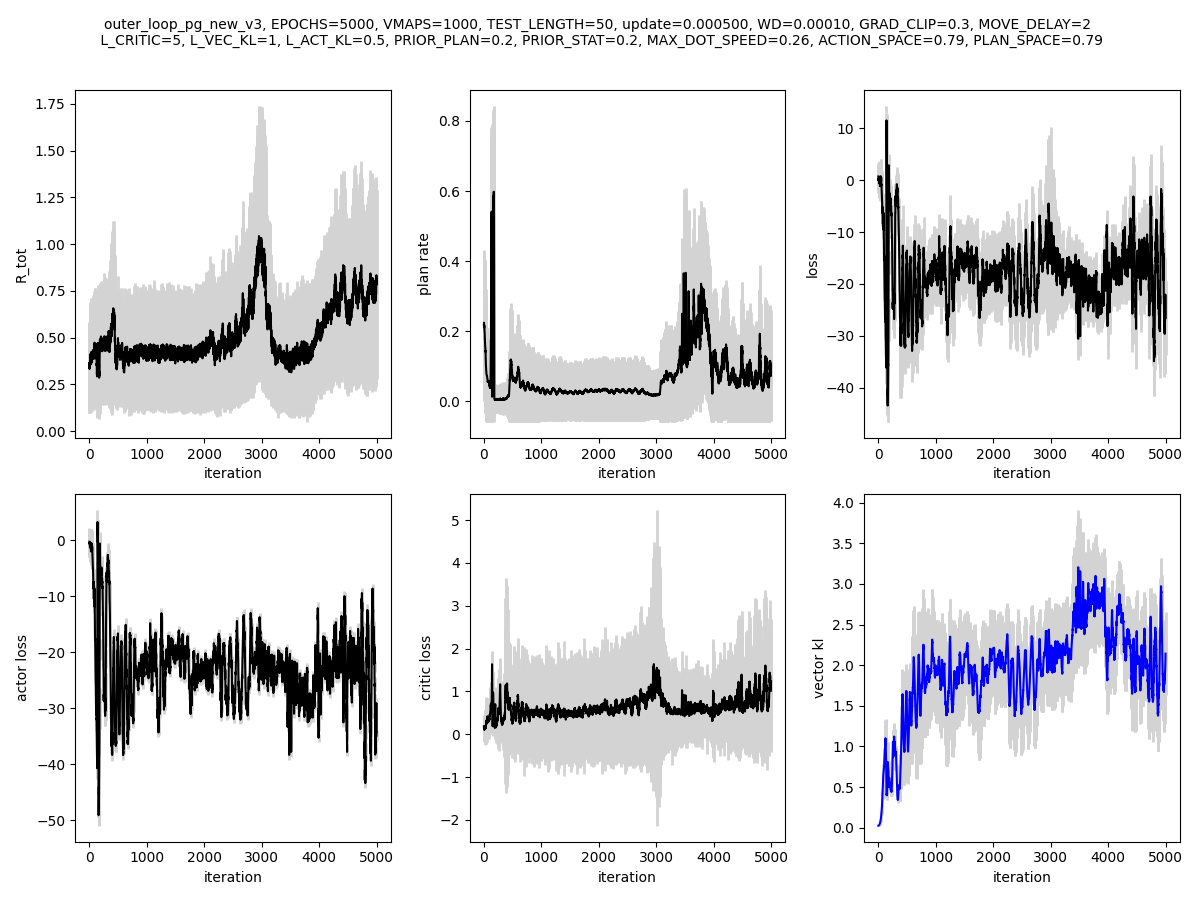 outer_loop_pg_new_v3, EPOCHS=5000, VMAPS=1000, TEST_LENGTH=50, update=0.000500, WD=0.00010, GRAD_CLIP=0.3, MOVE_DELAY=2
L_CRITIC=5, L_VEC_KL=1, L_ACT_KL=0.5, PRIOR_PLAN=0.2, PRIOR_STAT=0.2, MAX_DOT_SPEED=0.26, ACTION_SPACE=0.79, PLAN_SPACE=0.79
R_tot
1.75
1.50
1.25
1.00
0.75
0.50
0.25
0.00
0 1000 2000 3000 4000 5000
iteration
plan rate
0.8
0.6
0.4
0.2
0.0
0 1000 2000 3000 4000 5000
iteration
loss
10
0
−10
−20
−30
−40
0 1000 2000 3000 4000 5000
iteration
actor loss
0
−10
−20
−30
−40
−50
0 1000 2000 3000 4000 5000
iteration
critic loss
5
4
3
2
1
0
−1
−2
0 1000 2000 3000 4000 5000
iteration
vector kl
4.0
3.5
3.0
2.5
2.0
1.5
1.0
0.5
0.0
0 1000 2000 3000 4000 5000
iteration